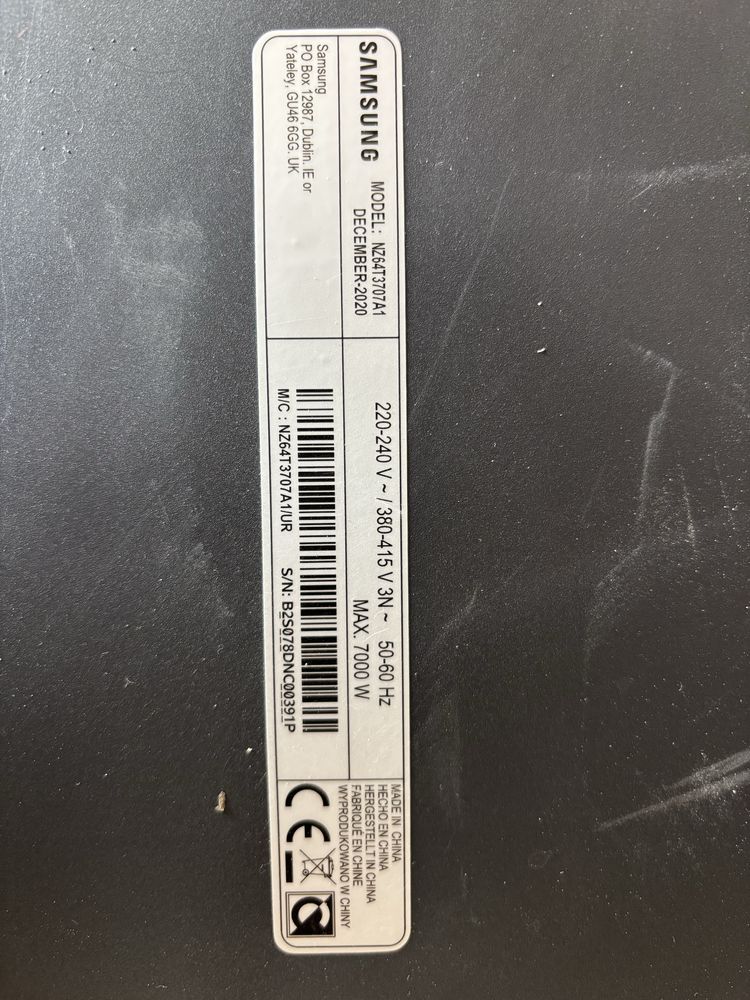 SAMSUNG
MODEL: NZ64T3707A1
DECEMBER-2020
Samsung
PO Box 12987, Dublin. IE or
Yateley, GU46 6GG. UK
220-240 V ~ / 380-415 V 3N ~ 50-60 Hz
MAX. 7000 W
M/C : NZ64T3707A1/UR S/N: B2S078DNC00391P
MADE IN CHINA
HECHO EN CHINA
HERGESTELLT IN CHINA
FABRIQUÉ EN CHINE
WYPRODUKOWANO W CHINY
CE